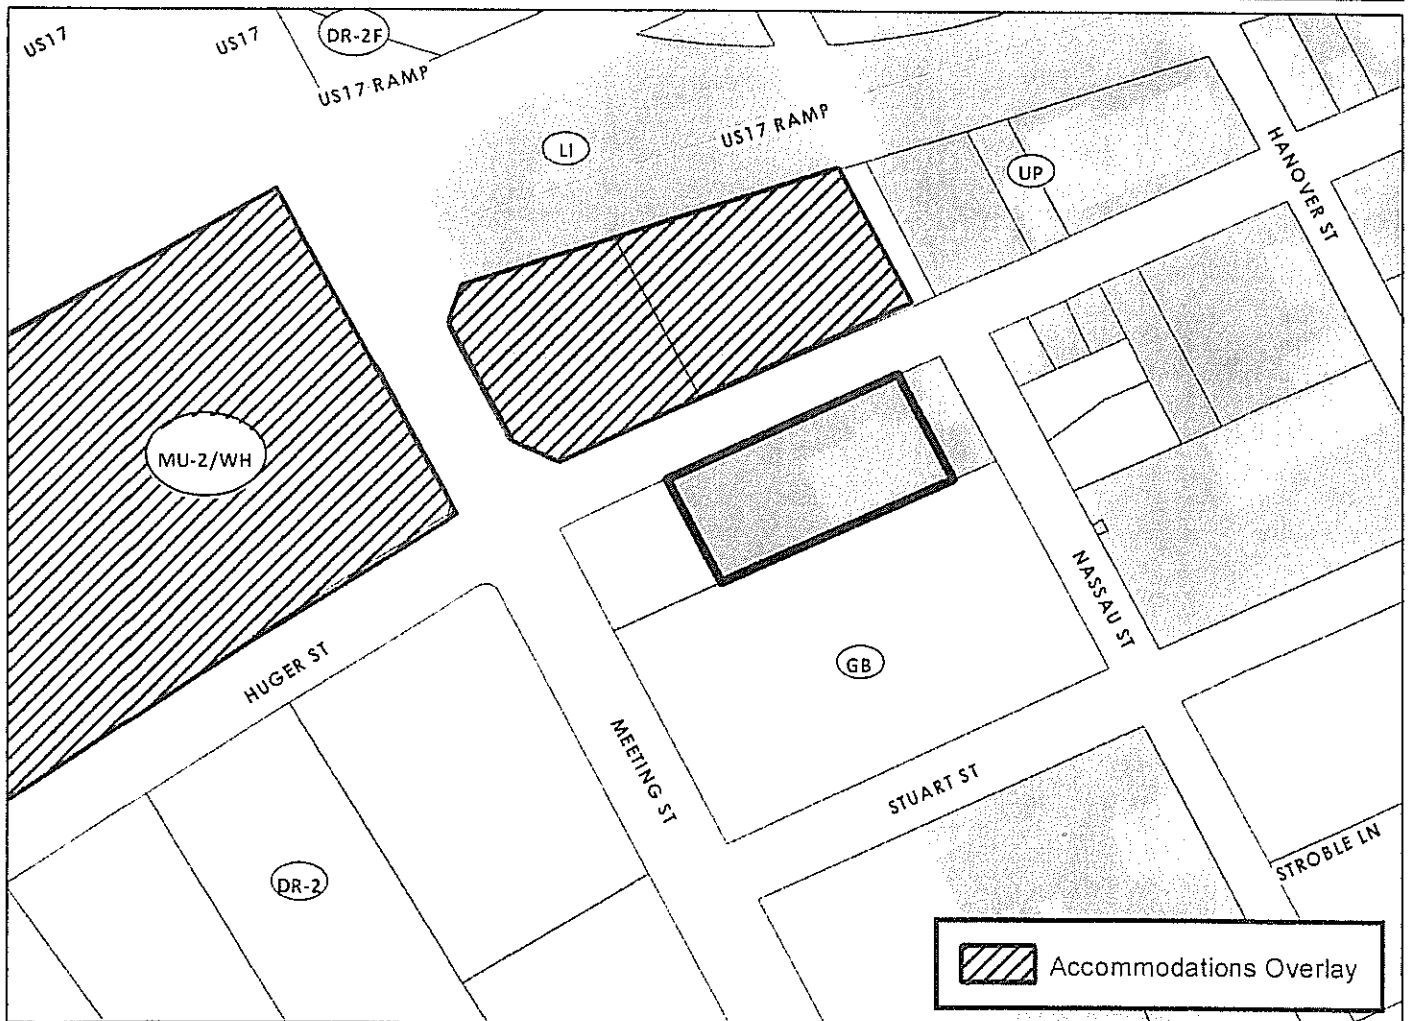 US17
US17
DR-2F
US17 RAMP
LI
US17 RAMP
UP
HANOVER ST
MU-2/WH
HUGER ST
MEETING ST
GB
NASSAU ST
STUART ST
STROBLE LN
DR-2
Accommodations Overlay